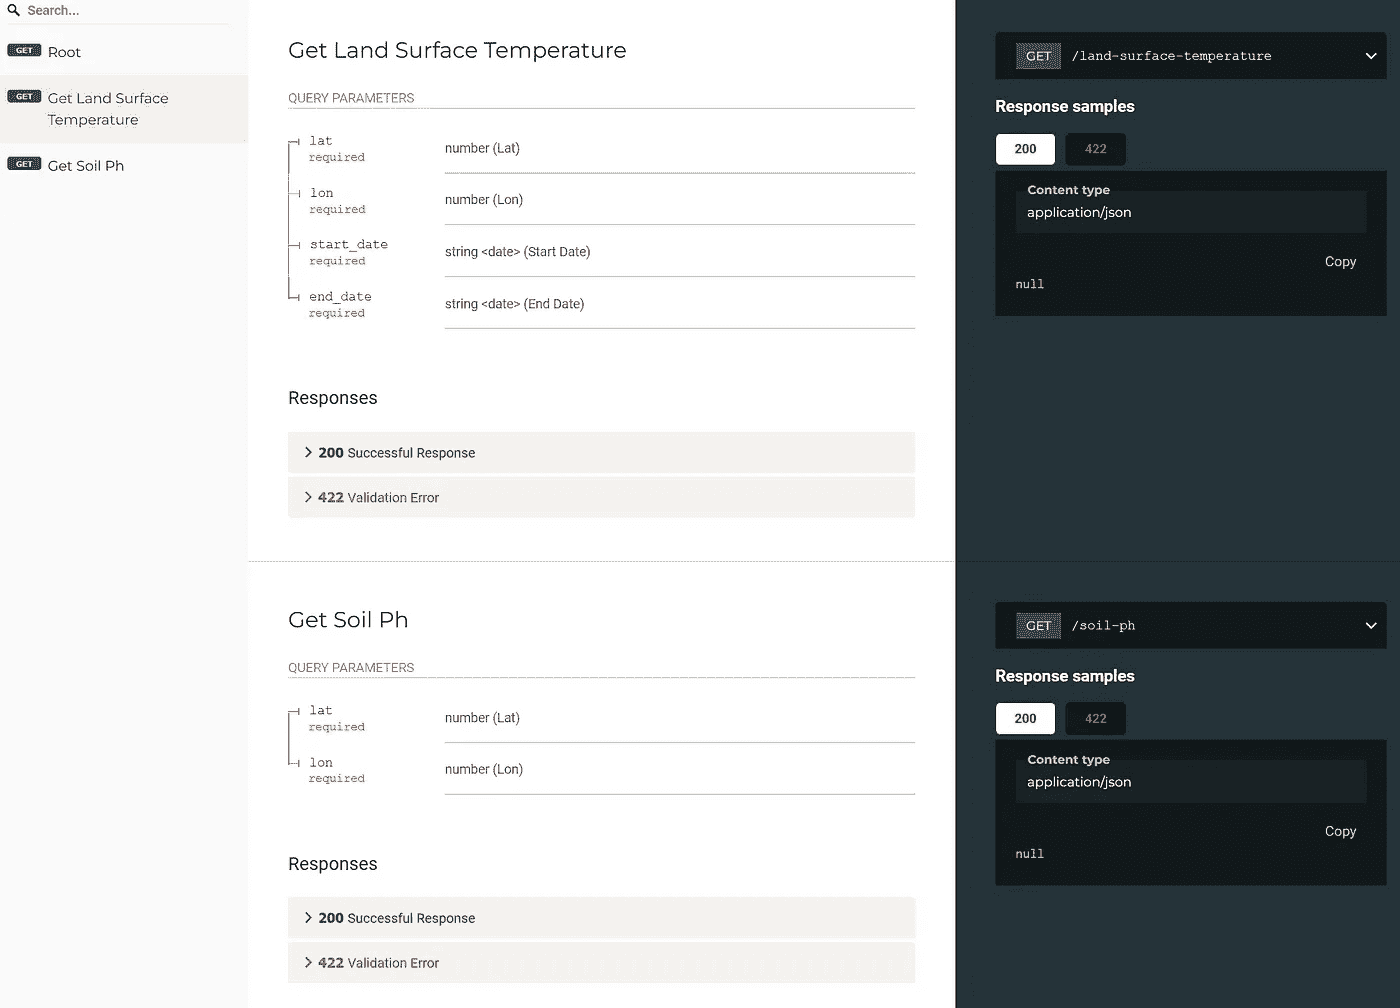 Search...
GET Root
GET Get Land Surface
Temperature
GET Get Soil Ph
Get Land Surface Temperature
QUERY PARAMETERS
lat
required
number (Lat)
lon
required
number (Lon)
start_date
required
string <date> (Start Date)
end_date
required
string <date> (End Date)
Responses
200 Successful Response
422 Validation Error
GET /land-surface-temperature
Response samples
200 422
Content type
application/json
Copy
null
Get Soil Ph
QUERY PARAMETERS
lat
required
number (Lat)
lon
required
number (Lon)
Responses
200 Successful Response
422 Validation Error
GET /soil-ph
Response samples
200 422
Content type
application/json
Copy
null